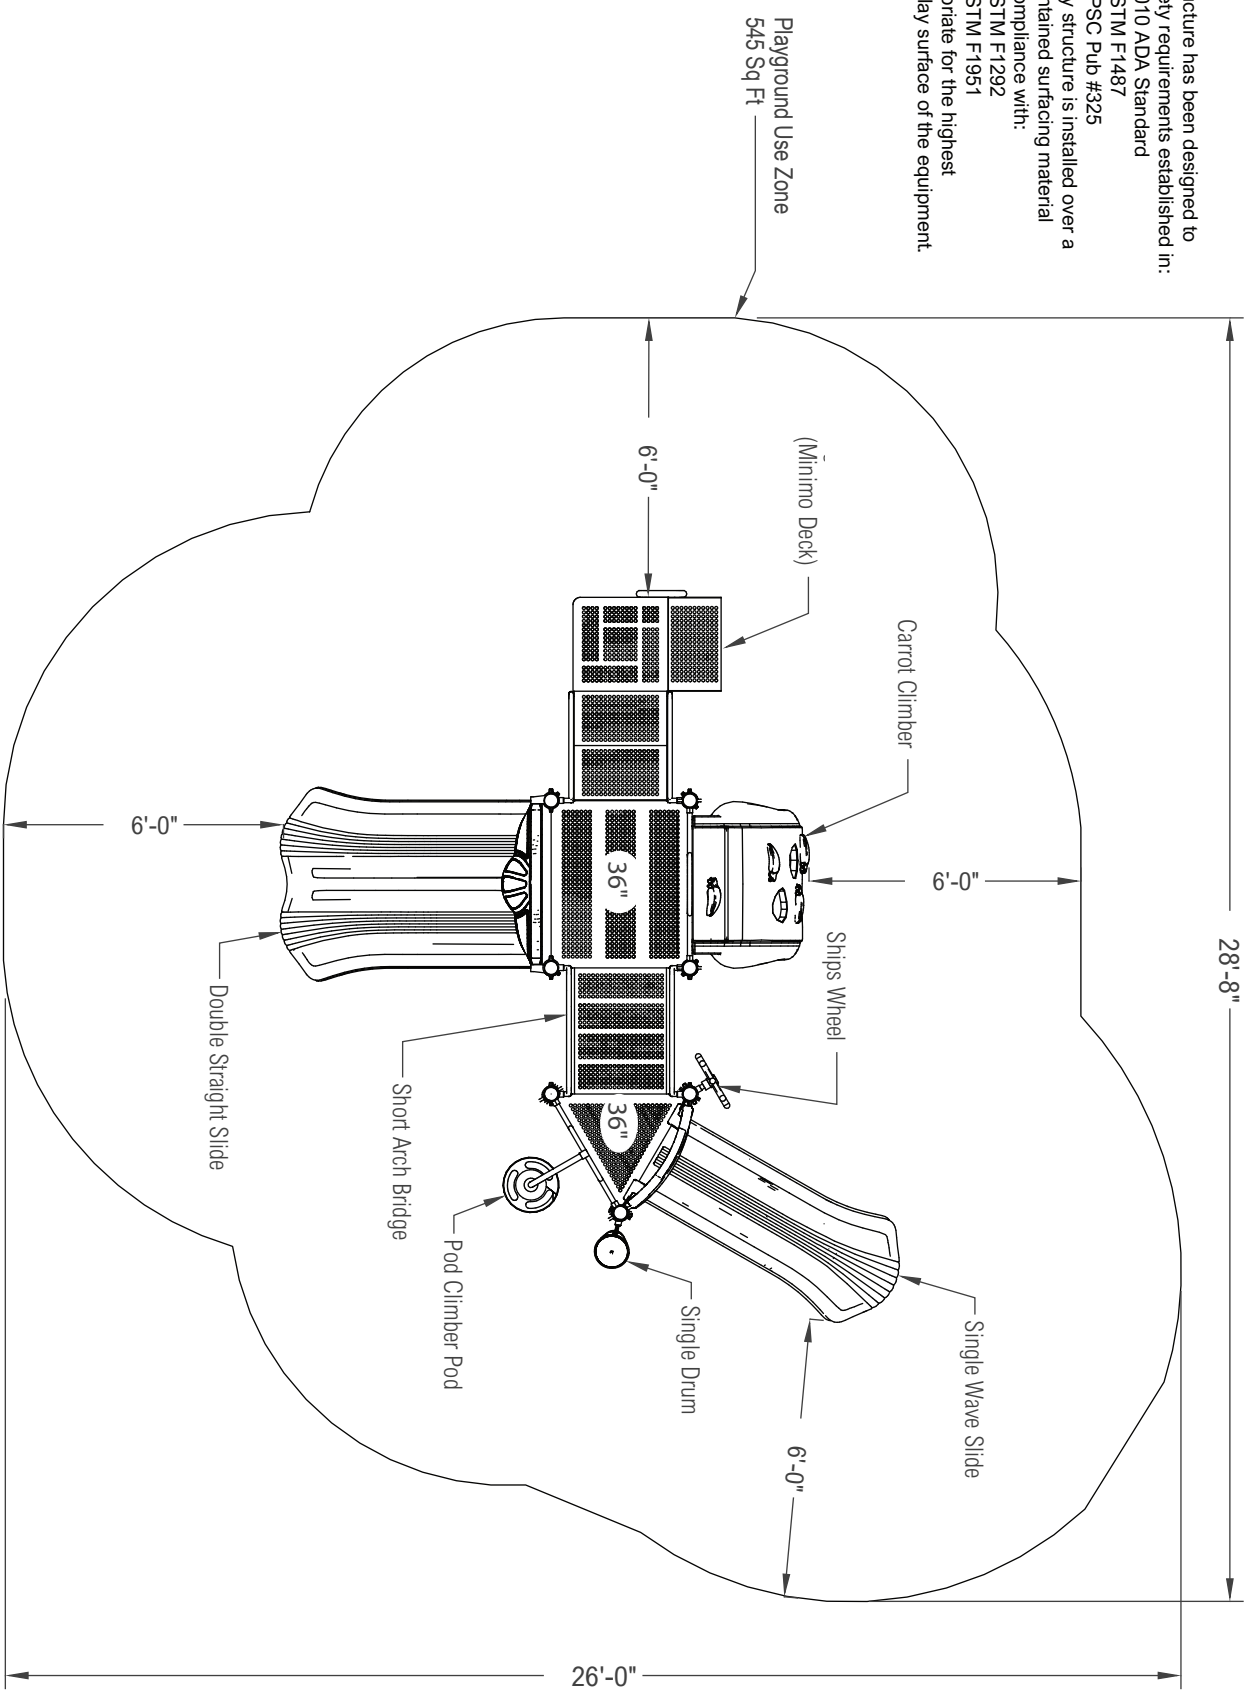 ucture has been designed to
ety requirements established in:
010 ADA Standard
STM F1487
PSC Pub #325
y structure is installed over a
ntained surfacing material
ompliance with:
STM F1292
STM F1951
oriate for the highest
lay surface of the equipment.
Playground Use Zone
545 Sq Ft
28'-8"
26'-0"
6'-0"
(Minimo Deck)
Carrot Climber
6'-0"
Ships Wheel
Single Wave Slide
6'-0"
36"
36"
6'-0"
Double Straight Slide
Short Arch Bridge
Pod Climber Pod
Single Drum